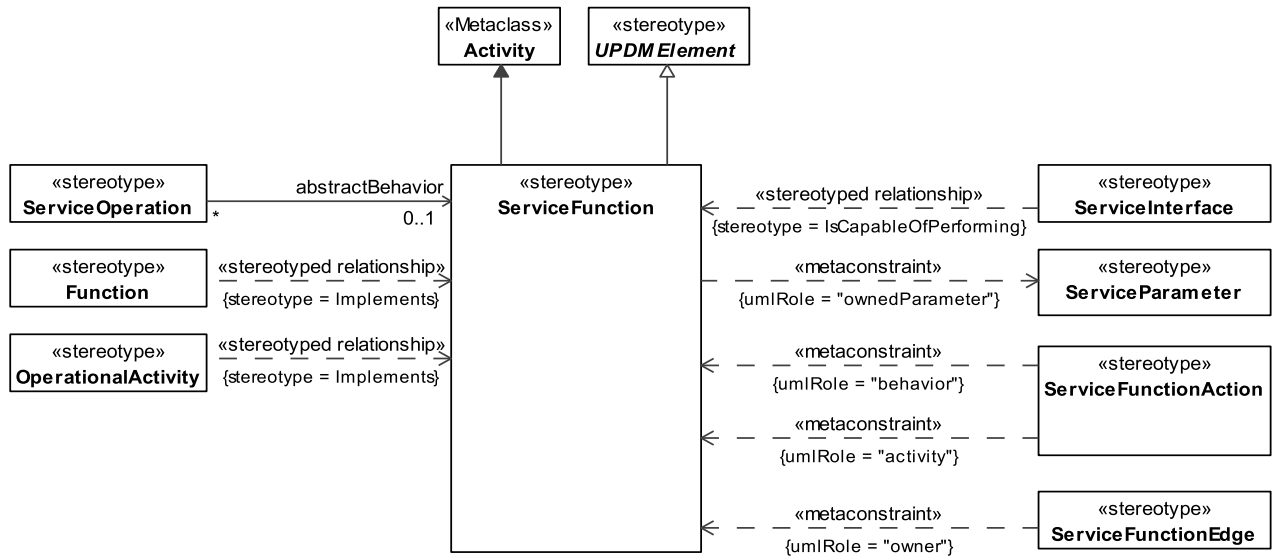 «Metaclass»
Activity
«stereotype»
UPDMElement
«stereotype»
ServiceOperation
abstractBehavior
*
0..1
«stereotype»
Function
«stereotyped relationship»
{stereotype = Implements}
«stereotype»
OperationalActivity
«stereotyped relationship»
{stereotype = Implements}
«stereotype»
ServiceFunction
«stereotyped relationship»
{stereotype = IsCapableOfPerforming}
«stereotype»
ServiceInterface
«metaconstraint»
{umlRole = "ownedParameter"}
«stereotype»
ServiceParameter
«metaconstraint»
{umlRole = "behavior"}
«stereotype»
ServiceFunctionAction
«metaconstraint»
{umlRole = "activity"}
«metaconstraint»
{umlRole = "owner"}
«stereotype»
ServiceFunctionEdge